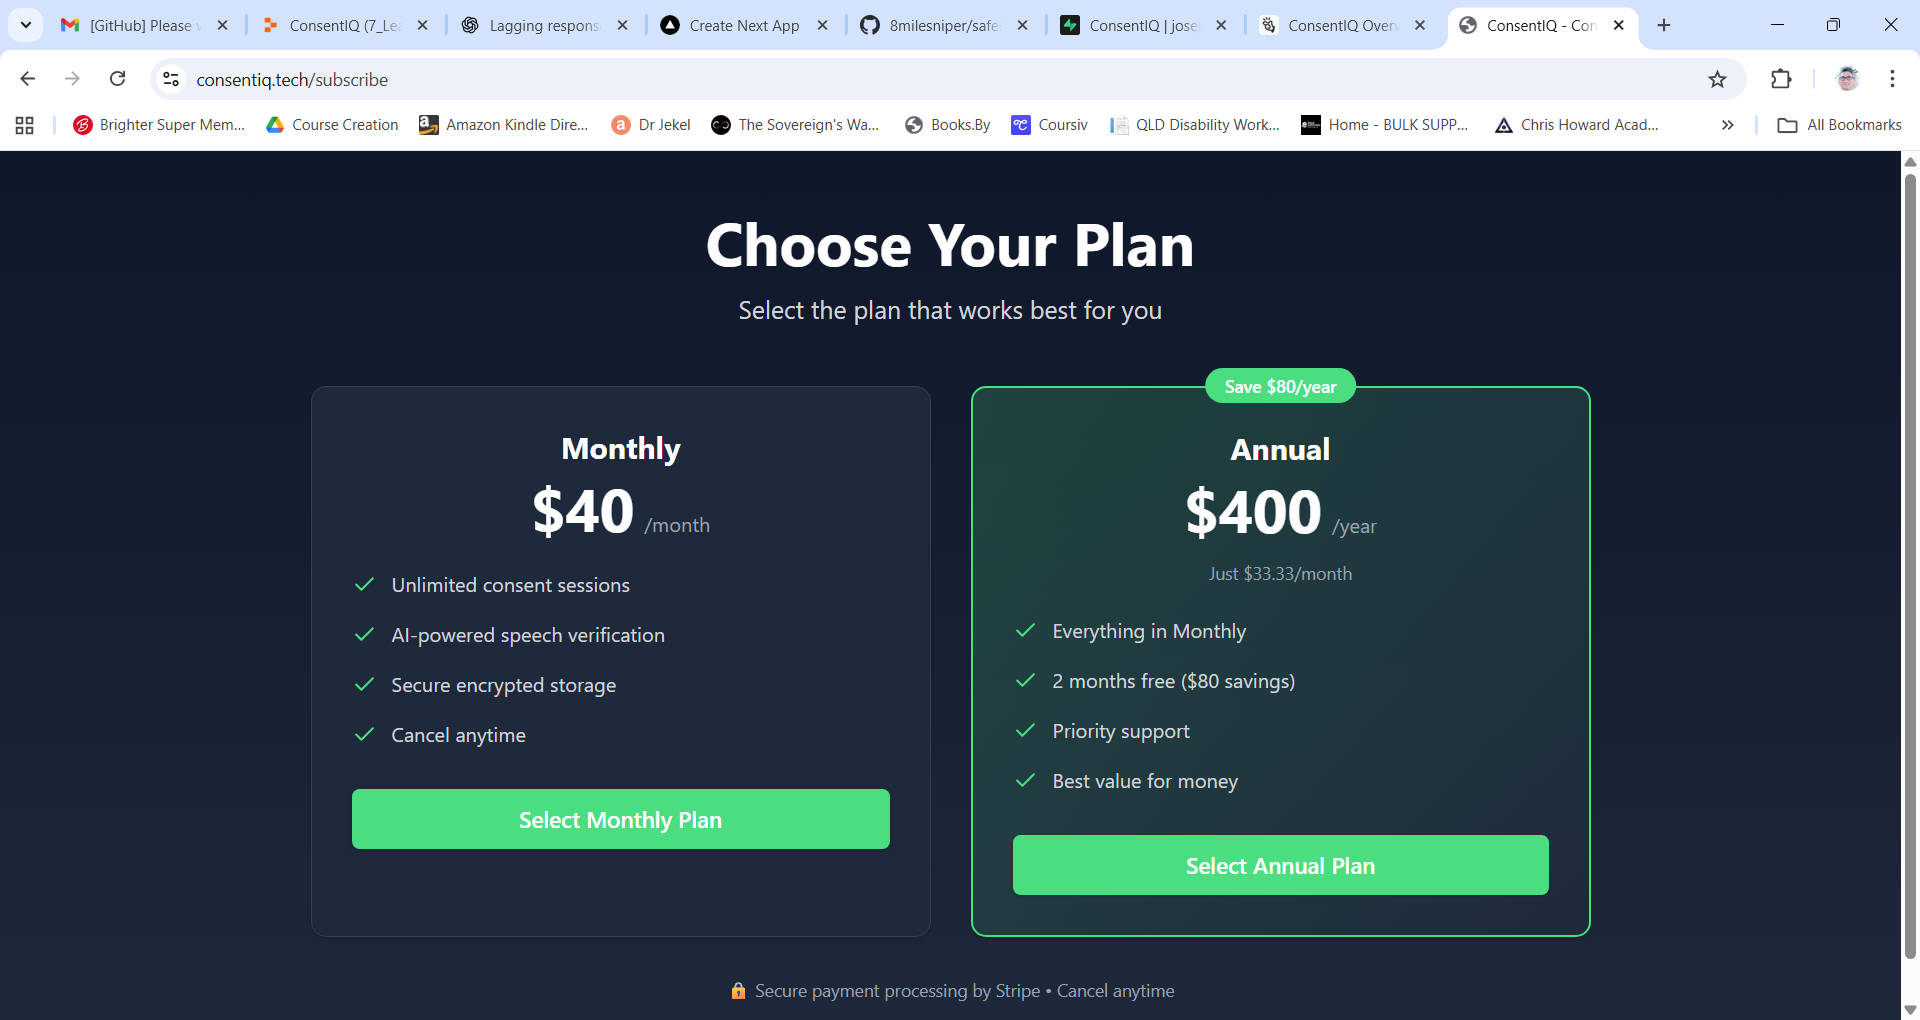 [GitHub] Please
ConsentIQ (7_Le
Lagging respons
Create Next App
8milesniper/safe
ConsentIQ | jose
ConsentIQ Over
ConsentIQ - Con
consentiq.tech/subscribe
Brighter Super Mem...
Course Creation
Amazon Kindle Dire...
Dr Jekel
The Sovereign's Wa...
Books.By
Coursiv
QLD Disability Work...
Home - BULK SUPP...
Chris Howard Acad...
All Bookmarks
Choose Your Plan
Select the plan that works best for you
Monthly
$40 /month
Unlimited consent sessions
AI-powered speech verification
Secure encrypted storage
Cancel anytime
Select Monthly Plan
Save $80/year
Annual
$400 /year
Just $33.33/month
Everything in Monthly
2 months free ($80 savings)
Priority support
Best value for money
Select Annual Plan
Secure payment processing by Stripe • Cancel anytime